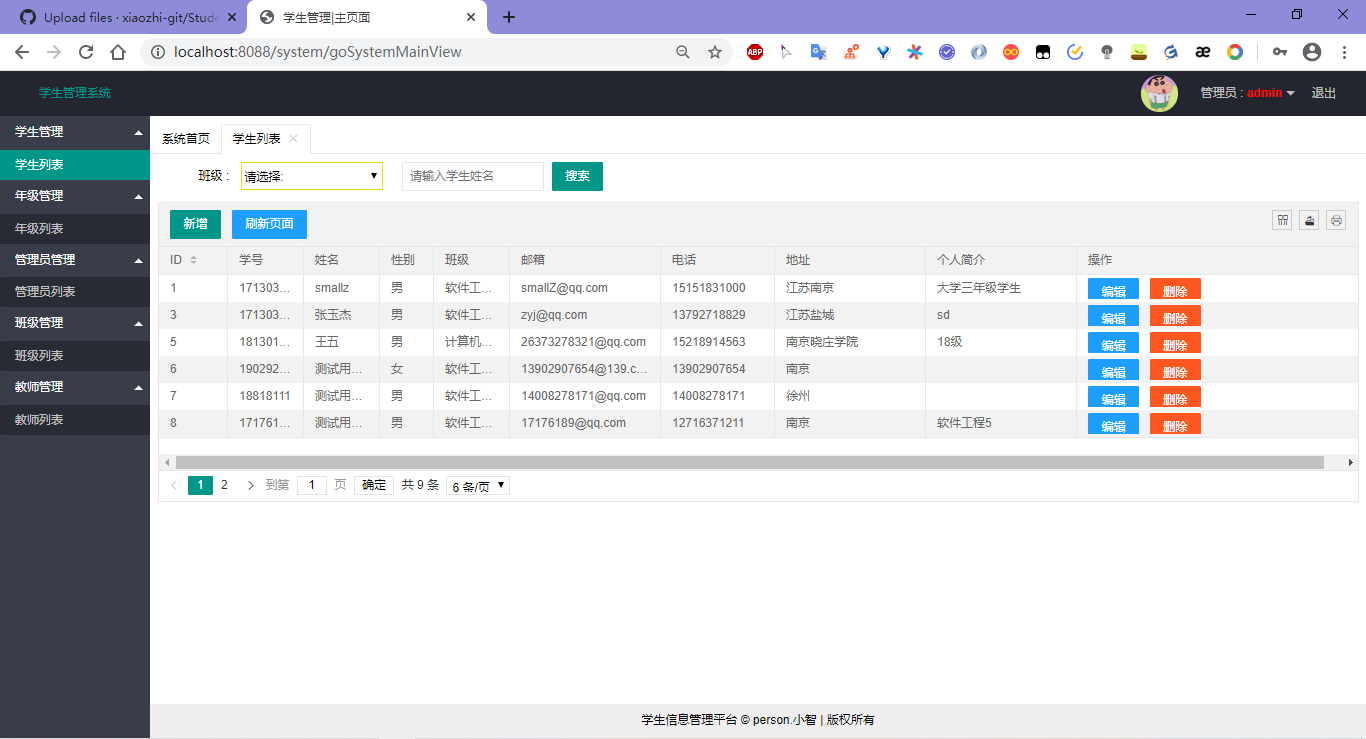 Upload files · xiaozhi-git/Stude
学生管理|主页面
localhost:8088/system/goSystemMainView
ABP
学生管理系统
管理员 : admin
退出
学生管理
学生列表
年级管理
年级列表
管理员管理
管理员列表
班级管理
班级列表
教师管理
教师列表
系统首页 学生列表
班级 : 请选择: 请输入学生姓名 搜索
新增 刷新页面
ID 学号 姓名 性别 班级 邮箱 电话 地址 个人简介 操作
1 171303... smallz 男 软件工... smallZ@qq.com 15151831000 江苏南京 大学三年级学生 编辑 删除
3 171303... 张玉杰 男 软件工... zyj@qq.com 13792718829 江苏盐城 sd 编辑 删除
5 181301... 王五 男 计算机... 26373278321@qq.com 15218914563 南京晓庄学院 18级 编辑 删除
6 190292... 测试用... 女 软件工... 13902907654@139.c... 13902907654 南京 编辑 删除
7 18818111 测试用... 男 软件工... 14008278171@qq.com 14008278171 徐州 编辑 删除
8 171761... 测试用... 男 软件工... 17176189@qq.com 12716371211 南京 软件工程5 编辑 删除
1 2 到第 1 页 确定 共 9 条 6 条/页
学生信息管理平台 © person.小智 | 版权所有